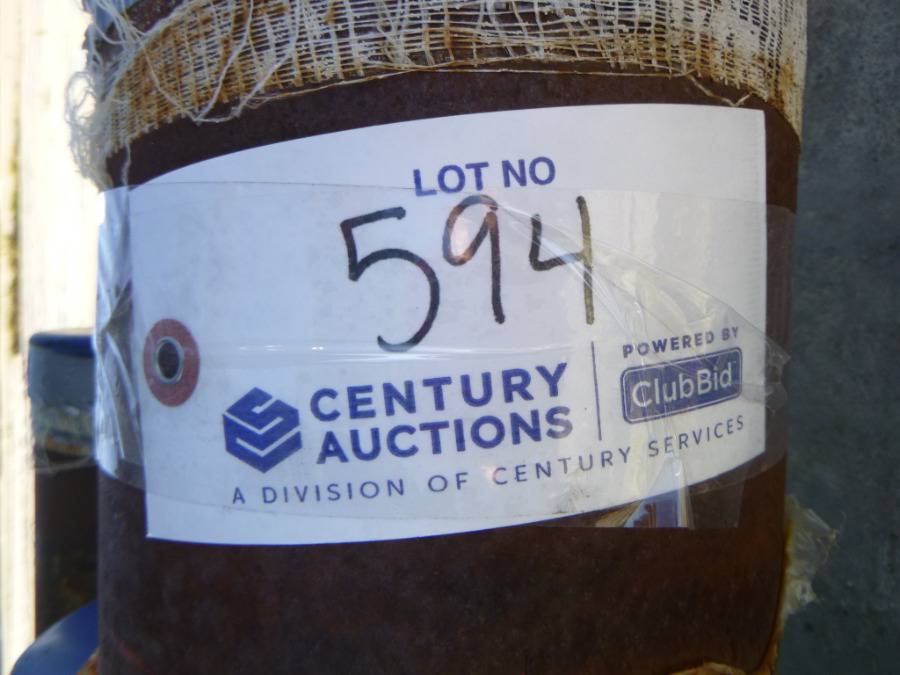 LOT NO
594
CENTURY
AUCTIONS
POWERED BY
ClubBid
A DIVISION OF CENTURY SERVICES